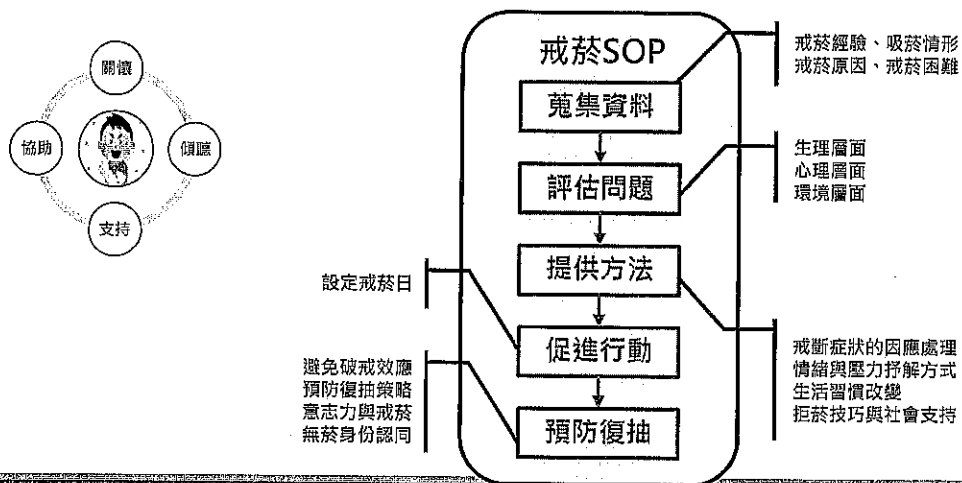 關懷
協助
傾聽
支持
戒菸SOP
蒐集資料
戒菸經驗、吸菸情形
戒菸原因、戒菸困難
評估問題
生理層面
心理層面
環境層面
提供方法
戒斷症狀的因應處理
情緒與壓力抒解方式
生活習慣改變
拒菸技巧與社會支持
設定戒菸日
促進行動
避免破戒效應
預防復抽策略
意志力與戒菸
無菸身份認同
預防復抽